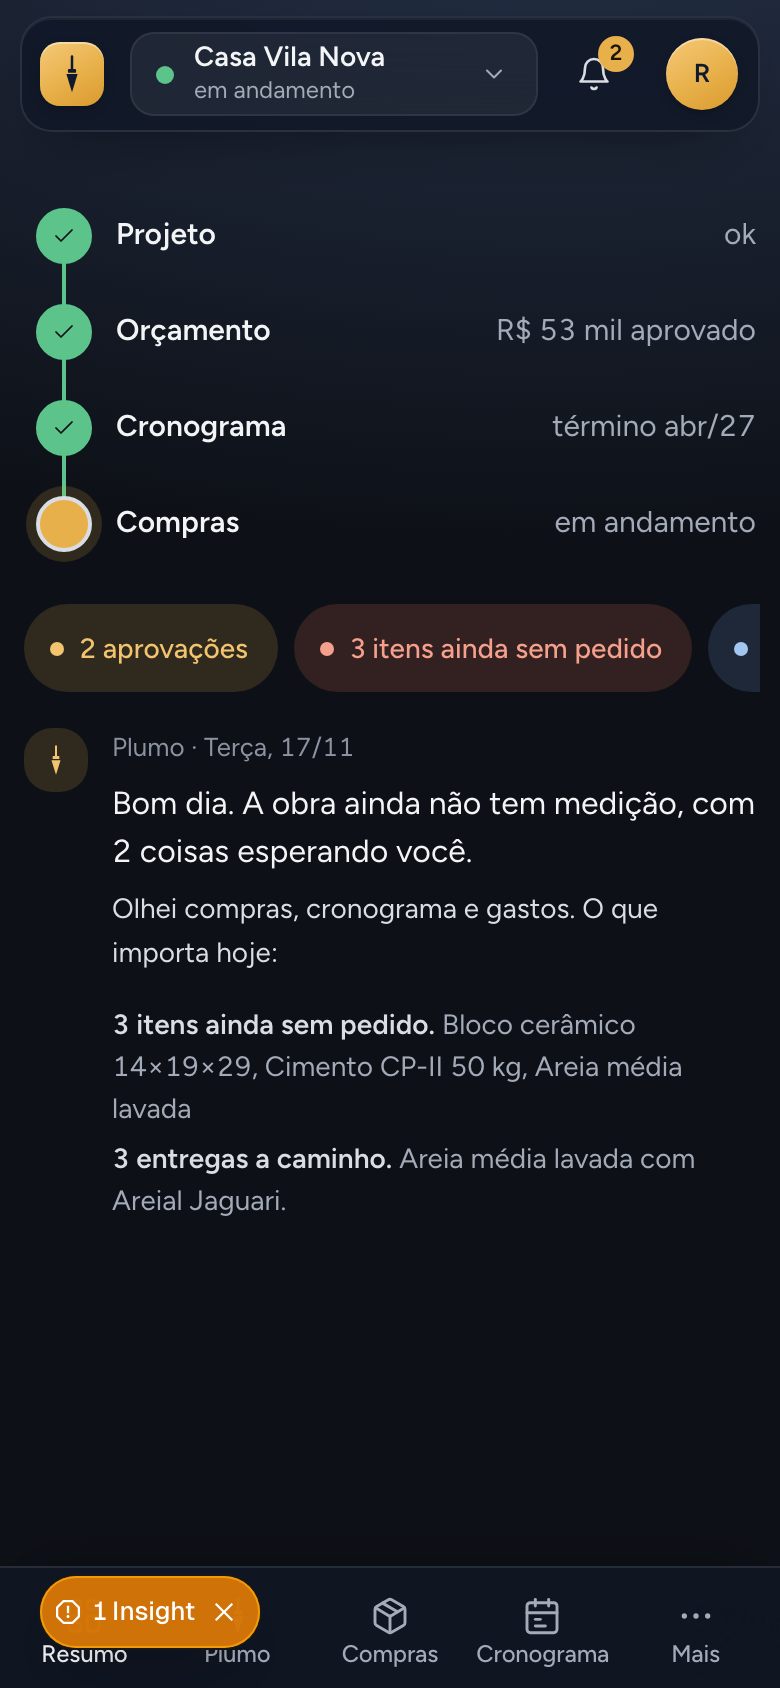 Casa Vila Nova
em andamento
2
R
Projeto
ok
Orçamento
R$ 53 mil aprovado
Cronograma
término abr/27
Compras
em andamento
2 aprovações
3 itens ainda sem pedido
Plumo · Terça, 17/11
Bom dia. A obra ainda não tem medição, com
2 coisas esperando você.
Olhei compras, cronograma e gastos. O que
importa hoje:
3 itens ainda sem pedido. Bloco cerâmico
14×19×29, Cimento CP-II 50 kg, Areia média
lavada
3 entregas a caminho. Areia média lavada com
Areial Jaguari.
1 Insight
Resumo
Plumo
Compras
Cronograma
Mais